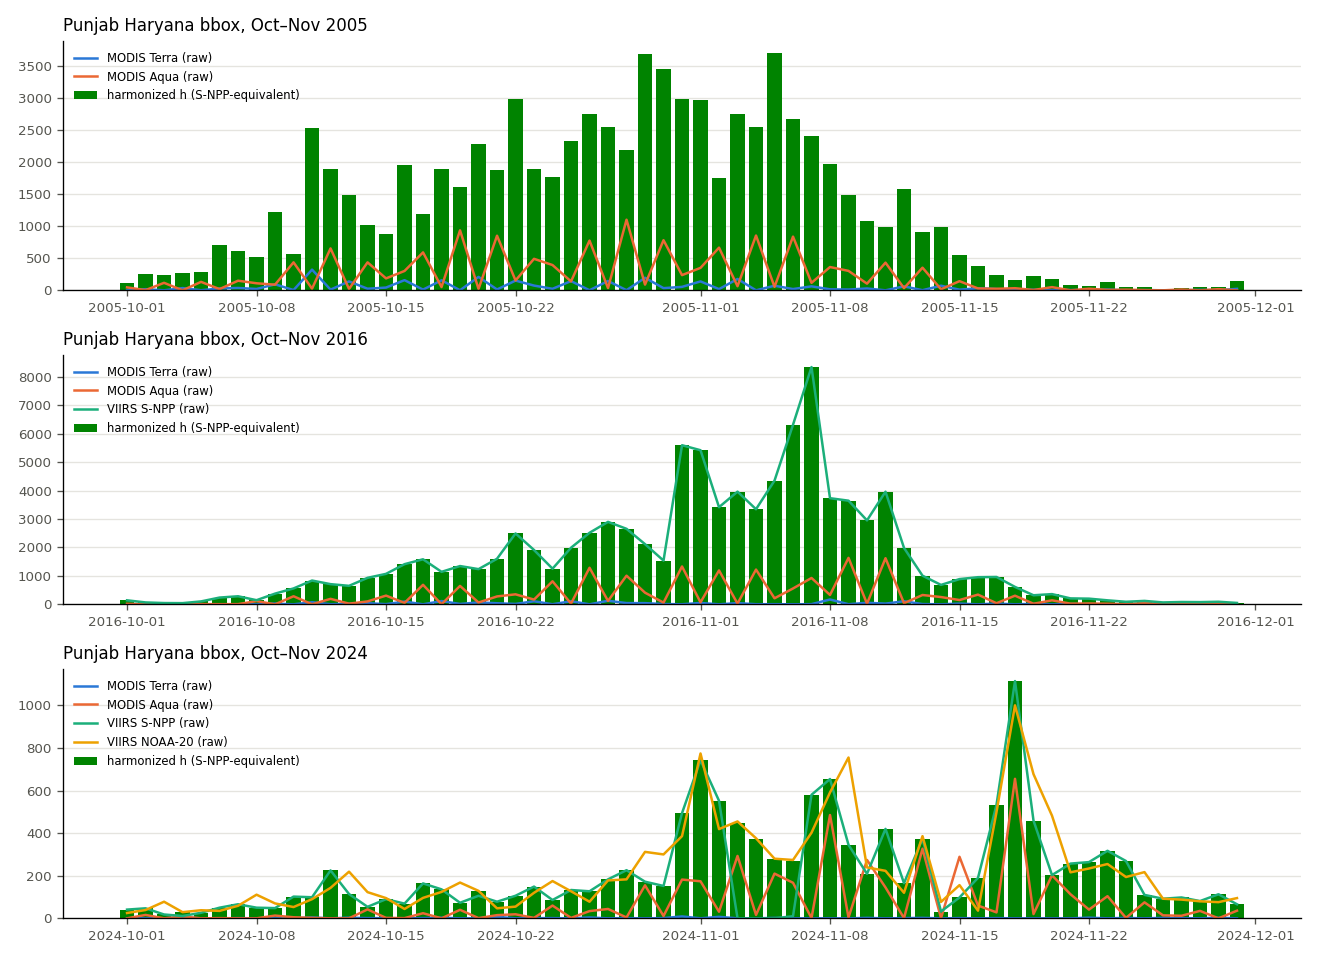 Punjab Haryana bbox, Oct–Nov 2005
MODIS Terra (raw)
MODIS Aqua (raw)
harmonized h (S-NPP-equivalent)
3500
3000
2500
2000
1500
1000
500
0
2005-10-01 2005-10-08 2005-10-15 2005-10-22 2005-11-01 2005-11-08 2005-11-15 2005-11-22 2005-12-01
Punjab Haryana bbox, Oct–Nov 2016
MODIS Terra (raw)
MODIS Aqua (raw)
VIIRS S-NPP (raw)
harmonized h (S-NPP-equivalent)
8000
7000
6000
5000
4000
3000
2000
1000
0
2016-10-01 2016-10-08 2016-10-15 2016-10-22 2016-11-01 2016-11-08 2016-11-15 2016-11-22 2016-12-01
Punjab Haryana bbox, Oct–Nov 2024
MODIS Terra (raw)
MODIS Aqua (raw)
VIIRS S-NPP (raw)
VIIRS NOAA-20 (raw)
harmonized h (S-NPP-equivalent)
1000
800
600
400
200
0
2024-10-01 2024-10-08 2024-10-15 2024-10-22 2024-11-01 2024-11-08 2024-11-15 2024-11-22 2024-12-01